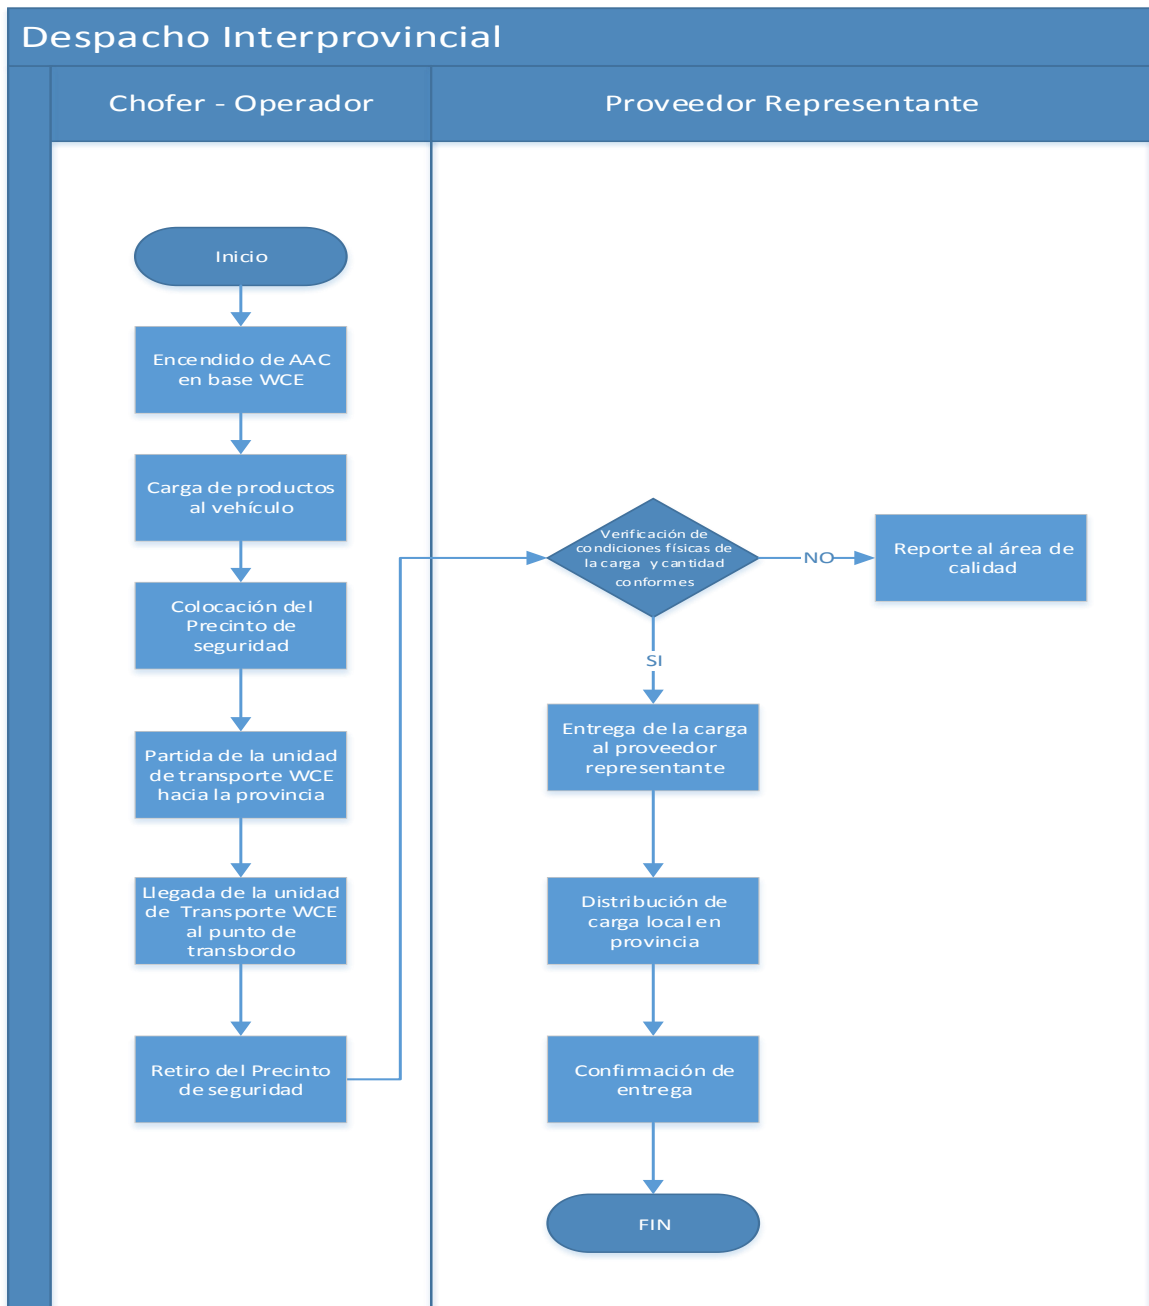 Despacho Interprovincial
Chofer - Operador
Proveedor Representante
Inicio
Encendido de AAC
en base WCE
Carga de productos
al vehículo
Colocación del
Precinto de
seguridad
Partida de la unidad
de transporte WCE
hacia la provincia
Llegada de la unidad
de Transporte WCE
al punto de
transbordo
Retiro del Precinto
de seguridad
Verificación de
condiciones físicas de
la carga y cantidad
conformes
NO
Reporte al área de
calidad
SI
Entrega de la carga
al proveedor
representante
Distribución de
carga local en
provincia
Confirmación de
entrega
FIN